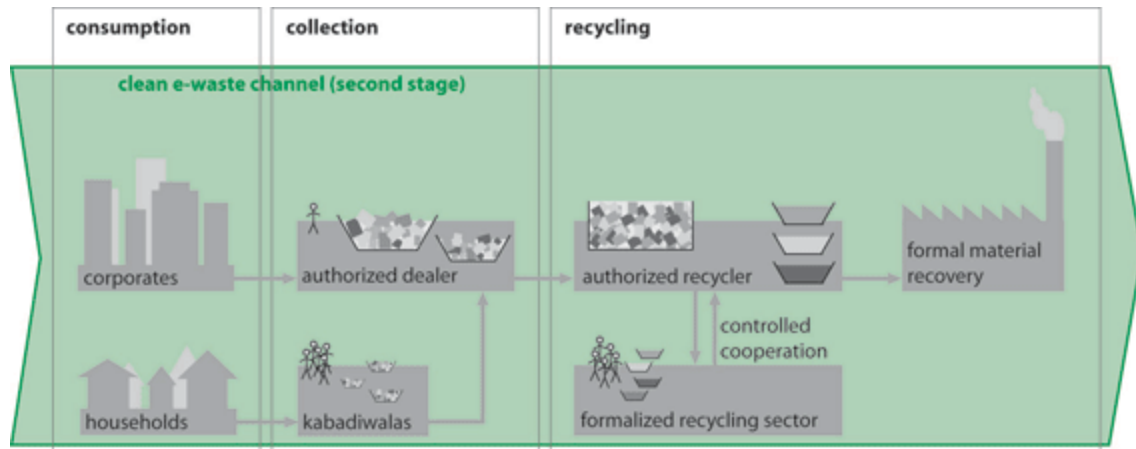 consumption
collection
recycling
clean e-waste channel (second stage)
corporates
authorized dealer
authorized recycler
formal material
recovery
controlled
cooperation
households
kabadiwalas
formalized recycling sector